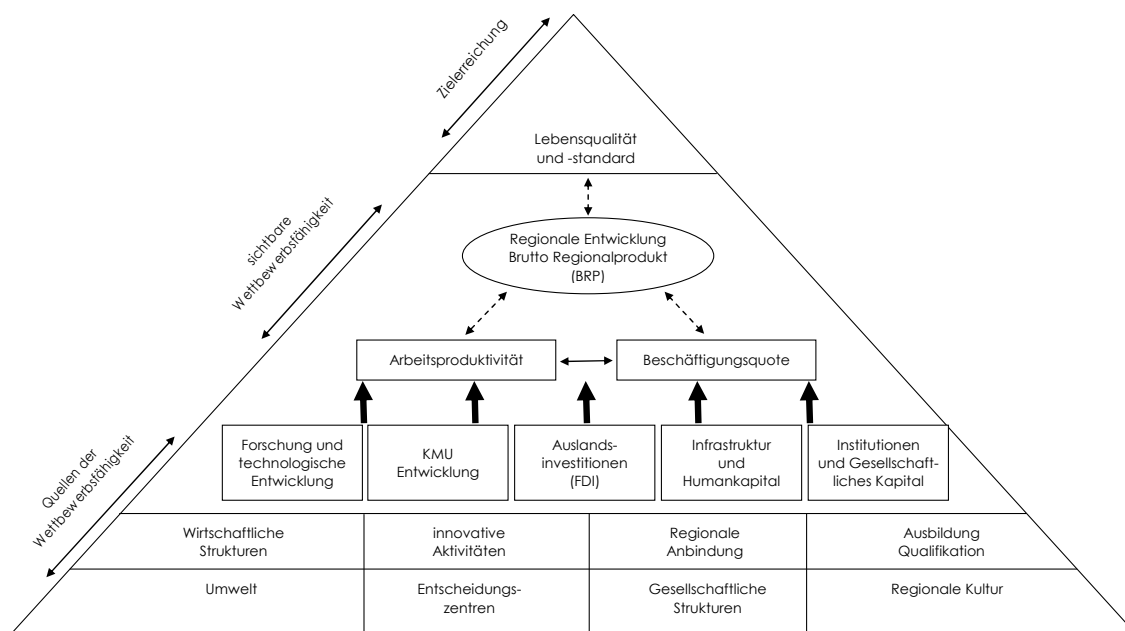 Zielerreichung
Lebensqualität
und -standard
sichtbare
Wettbewerbsfähigkeit
Regionale Entwicklung
Brutto Regionalprodukt
(BRP)
Arbeitsproduktivität
Beschäftigungsquote
Quellen der
Wettbewerbsfähigkeit
Forschung und
technologische
Entwicklung
KMU
Entwicklung
Auslands-
investitionen
(FDI)
Infrastruktur
und
Humankapital
Institutionen
und Gesellschaft-
liches Kapital
Wirtschaftliche
Strukturen
innovative
Aktivitäten
Regionale
Anbindung
Ausbildung
Qualifikation
Umwelt
Entscheidungs-
zentren
Gesellschaftliche
Strukturen
Regionale Kultur